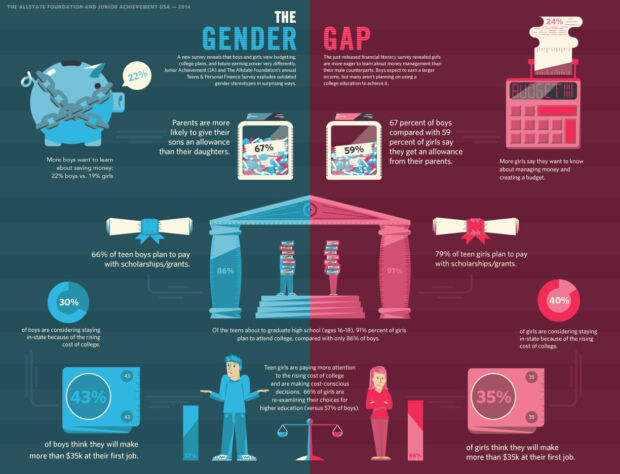 THE ALLSTATE FOUNDATION AND JUNIOR ACHIEVEMENT USA — 2014
THE
GENDER GAP
A new survey reveals that boys and girls view budgeting,
college plans, and future earning power very differently.
Junior Achievement (JA) and The Allstate Foundation's annual
Teens & Personal Finance Survey explodes outdated
gender stereotypes in surprising ways.
The just released financial literacy survey revealed girls
are more eager to learn about money management than
their male counterparts. Boys expect to earn a larger
income, but many aren't planning on using a
college education to achieve it.
22%
24%
BUDGET
More boys want to learn
about saving money:
22% boys vs. 19% girls
Parents are more
likely to give their
sons an allowance
than their daughters.
67%
59%
67 percent of boys
compared with 59
percent of girls say
they get an allowance
from their parents.
More girls say they want to know
about managing money and
creating a budget.
66% of teen boys plan to pay
with scholarships/grants.
86%
91%
79% of teen girls plan to pay
with scholarships/grants.
30%
of boys are considering staying
in-state because of the rising
cost of college.
Of the teens about to graduate high school (ages 16-18), 91% percent of girls
plan to attend college, compared with only 86% of boys.
40%
of girls are considering staying
in-state because of the rising
cost of college.
43%
43
43
of boys think they will make
more than $35k at their first job.
57%
Teen girls are paying more attention
to the rising cost of college
and are making cost-conscious
decisions. 66% of girls are
re-examining their choices for
higher education (versus 57% of boys).
66%
35%
35
35
of girls think they will make
more than $35k at their first job.